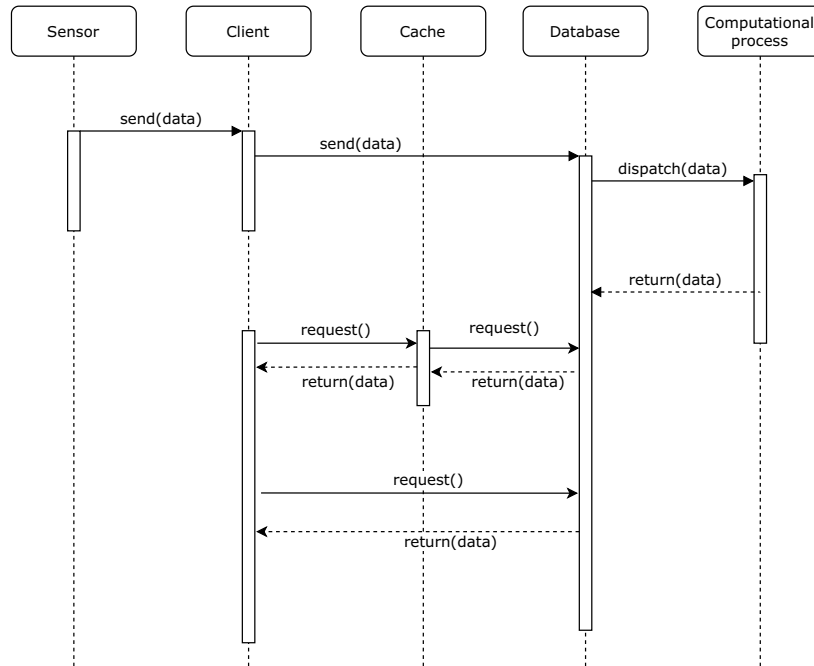 Sensor
Client
Cache
Database
Computational
process
send(data)
send(data)
dispatch(data)
return(data)
request()
request()
return(data)
return(data)
request()
return(data)